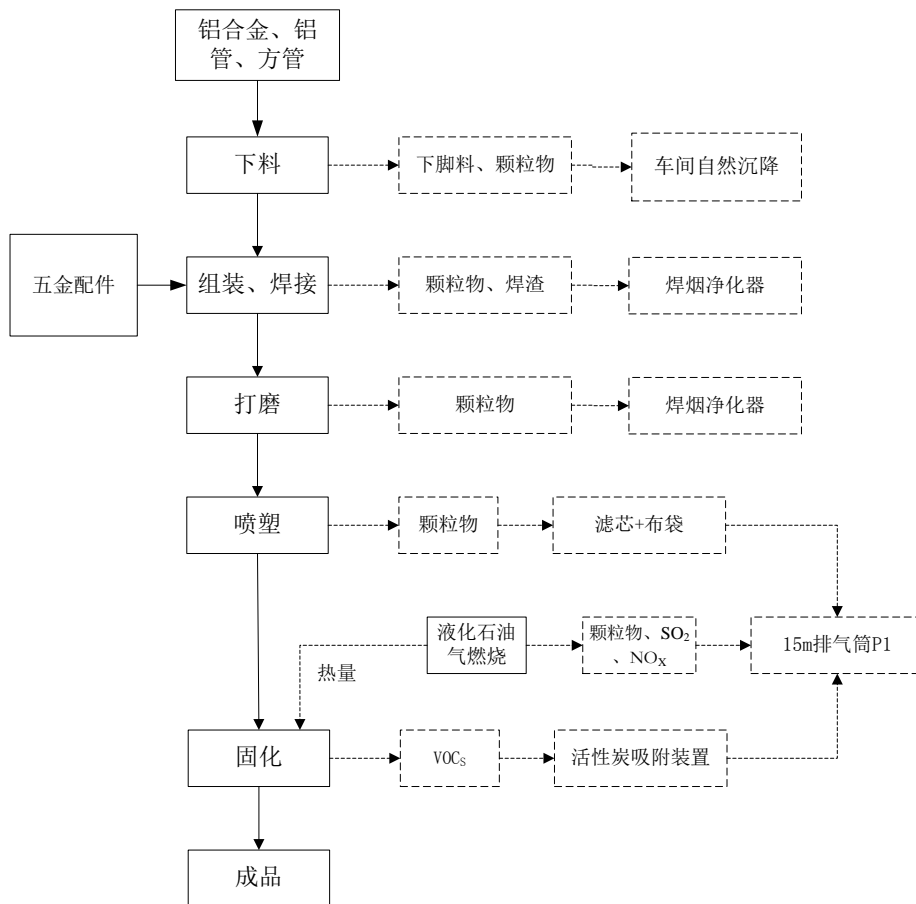 铝合金、铝
管、方管
下料
下脚料、颗粒物
车间自然沉降
五金配件
组装、焊接
颗粒物、焊渣
焊烟净化器
打磨
颗粒物
焊烟净化器
喷塑
颗粒物
滤芯+布袋
液化石油
气燃烧
颗粒物、SO₂
、NOX
15m排气筒P1
热量
固化
VOCS
活性炭吸附装置
成品